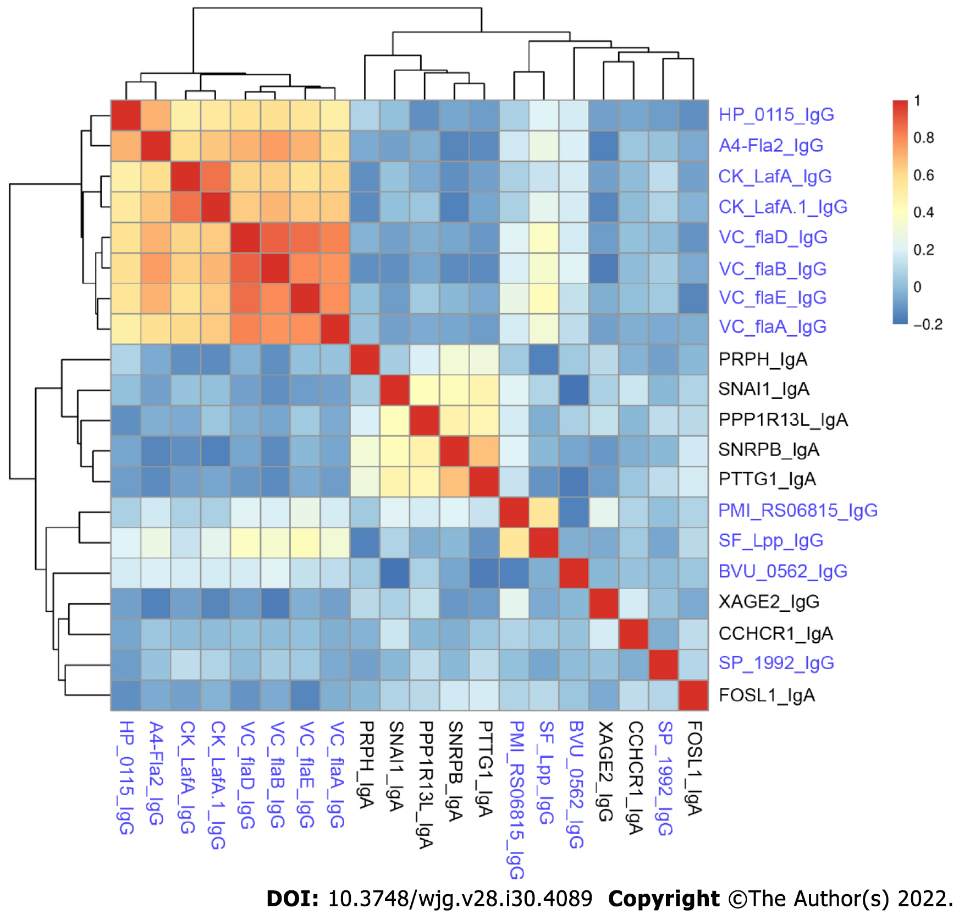 HP_0115_IgG
A4-Fla2_IgG
CK_LafA_IgG
CK_LafA.1_IgG
VC_flaD_IgG
VC_flaB_IgG
VC_flaE_IgG
VC_flaA_IgG
PRPH_IgA
SNAI1_IgA
PPP1R13L_IgA
SNRPB_IgA
PTTG1_IgA
PMI_RS06815_IgG
SF_Lpp_IgG
BVU_0562_IgG
XAGE2_IgG
CCHCR1_IgA
SP_1992_IgG
FOSL1_IgA
1
0.8
0.6
0.4
0.2
0
−0.2
HP_0115_IgG
A4-Fla2_IgG
CK_LafA_IgG
CK_LafA.1_IgG
VC_flaD_IgG
VC_flaB_IgG
VC_flaE_IgG
VC_flaA_IgG
PRPH_IgA
SNAI1_IgA
PPP1R13L_IgA
SNRPB_IgA
PTTG1_IgA
PMI_RS06815_IgG
SF_Lpp_IgG
BVU_0562_IgG
XAGE2_IgG
CCHCR1_IgA
SP_1992_IgG
FOSL1_IgA
DOI: 10.3748/wjg.v28.i30.4089 Copyright ©The Author(s) 2022.